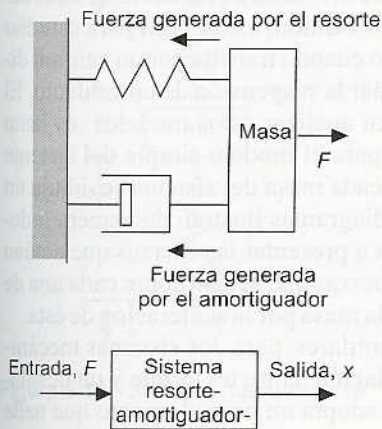 Fuerza generada por el resorte
Masa
F
Fuerza generada
por el amortiguador
Entrada, F
Sistema
resorte-
amortiguador-
Salida, x